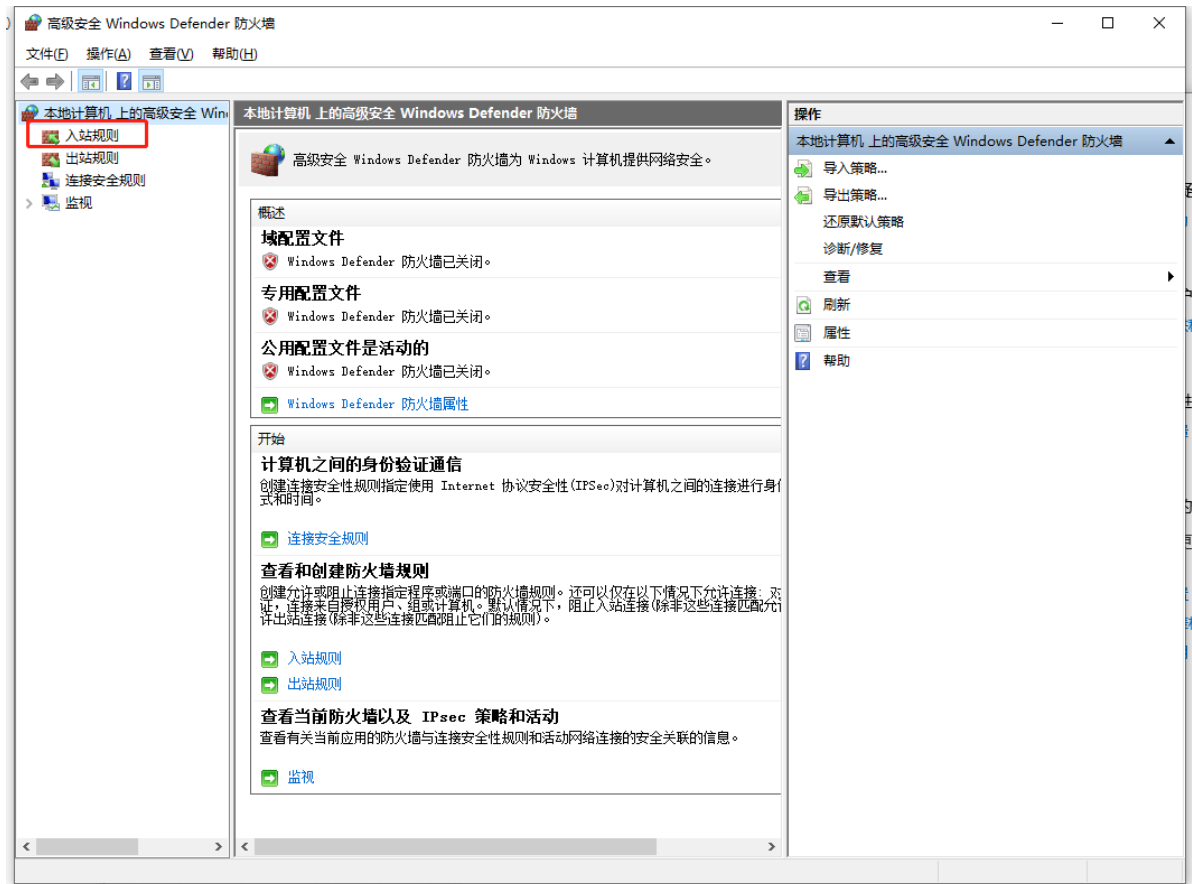 高级安全 Windows Defender 防火墙
文件(F) 操作(A) 查看(V) 帮助(H)
本地计算机 上的高级安全 Win
入站规则
出站规则
连接安全规则
监视
本地计算机 上的高级安全 Windows Defender 防火墙
高级安全 Windows Defender 防火墙为 Windows 计算机提供网络安全。
概述
域配置文件
Windows Defender 防火墙已关闭。
专用配置文件
Windows Defender 防火墙已关闭。
公用配置文件是活动的
Windows Defender 防火墙已关闭。
Windows Defender 防火墙属性
开始
计算机之间的身份验证通信
创建连接安全性规则指定使用 Internet 协议安全性(IPSec)对计算机之间的连接进行身
式和时间。
连接安全规则
查看和创建防火墙规则
创建允许或阻止连接指定程序或端口的防火墙规则。还可以仅在以下情况下允许连接: 
证，连接来自授权用户、组或计算机。默认情况下，阻止入站连接(除非这些连接匹配允
许出站连接(除非这些连接匹配阻止它们的规则)。
入站规则
出站规则
查看当前防火墙以及 IPsec 策略和活动
查看有关当前应用的防火墙与连接安全性规则和活动网络连接的安全关联的信息。
监视
操作
本地计算机 上的高级安全 Windows Defender 防火墙
导入策略...
导出策略...
还原默认策略
诊断/修复
查看
刷新
属性
帮助